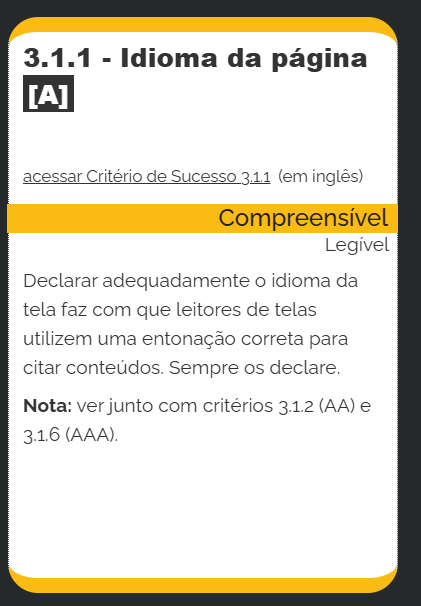 3.1.1 - Idioma da página
[A]
acessar Critério de Sucesso 3.1.1 (em inglês)
Compreensível
Legível
Declarar adequadamente o idioma da
tela faz com que leitores de telas
utilizem uma entonação correta para
citar conteúdos. Sempre os declare.
Nota: ver junto com critérios 3.1.2 (AA) e
3.1.6 (AAA).